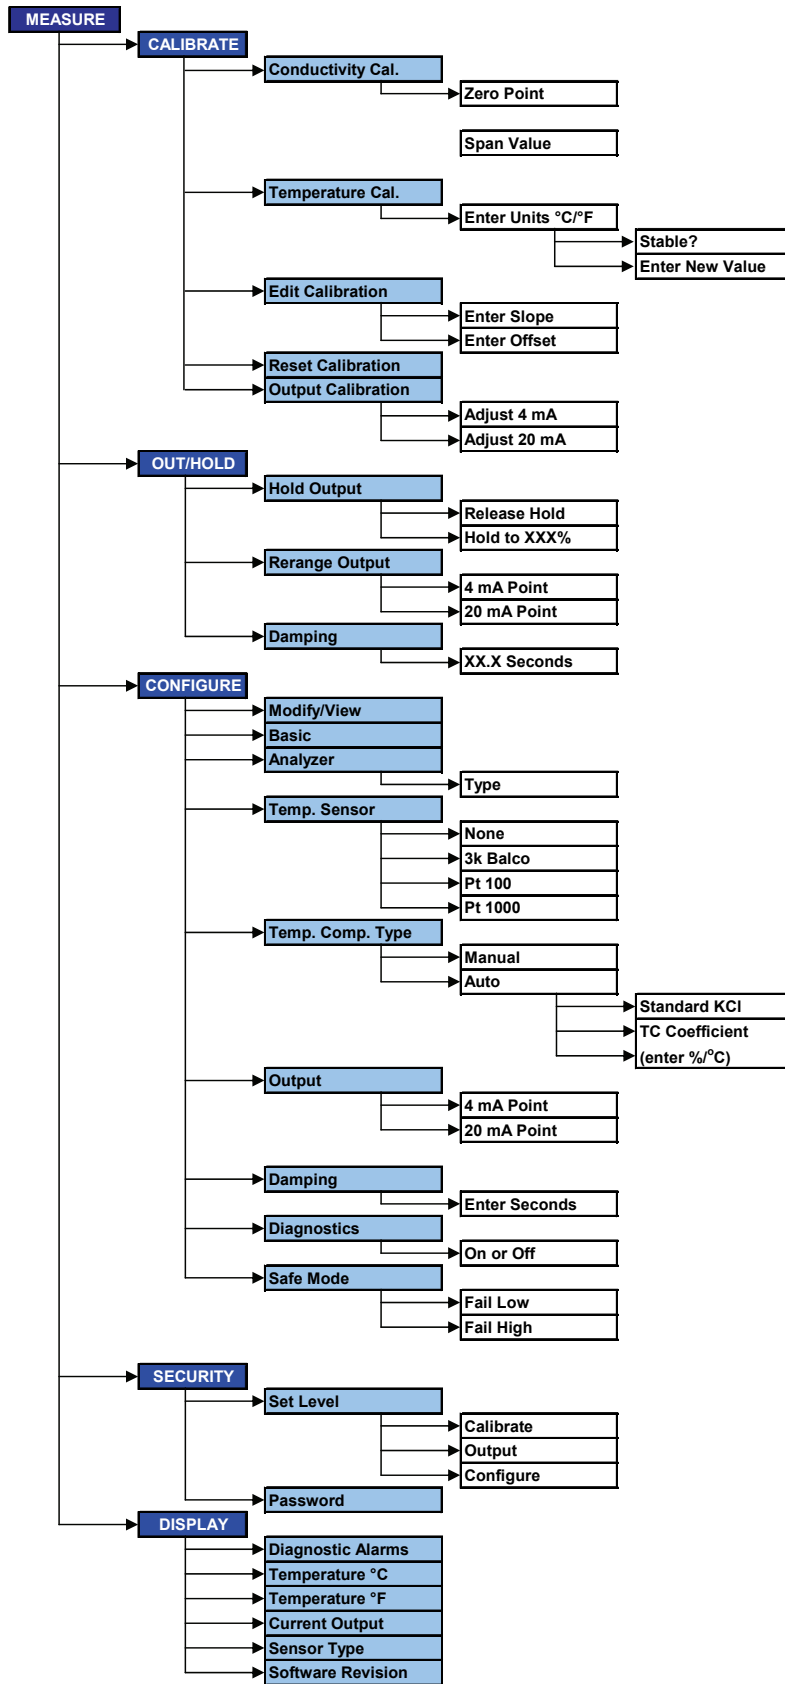 MEASURE
CALIBRATE
Conductivity Cal.
Zero Point
Span Value
Temperature Cal.
Enter Units °C/°F
Stable?
Enter New Value
Edit Calibration
Enter Slope
Enter Offset
Reset Calibration
Output Calibration
Adjust 4 mA
Adjust 20 mA
OUT/HOLD
Hold Output
Release Hold
Hold to XXX%
Rerange Output
4 mA Point
20 mA Point
Damping
XX.X Seconds
CONFIGURE
Modify/View
Basic
Analyzer
Type
Temp. Sensor
None
3k Balco
Pt 100
Pt 1000
Temp. Comp. Type
Manual
Auto
Standard KCl
TC Coefficient
(enter %/°C)
Output
4 mA Point
20 mA Point
Damping
Enter Seconds
Diagnostics
On or Off
Safe Mode
Fail Low
Fail High
SECURITY
Set Level
Calibrate
Output
Configure
Password
DISPLAY
Diagnostic Alarms
Temperature °C
Temperature °F
Current Output
Sensor Type
Software Revision